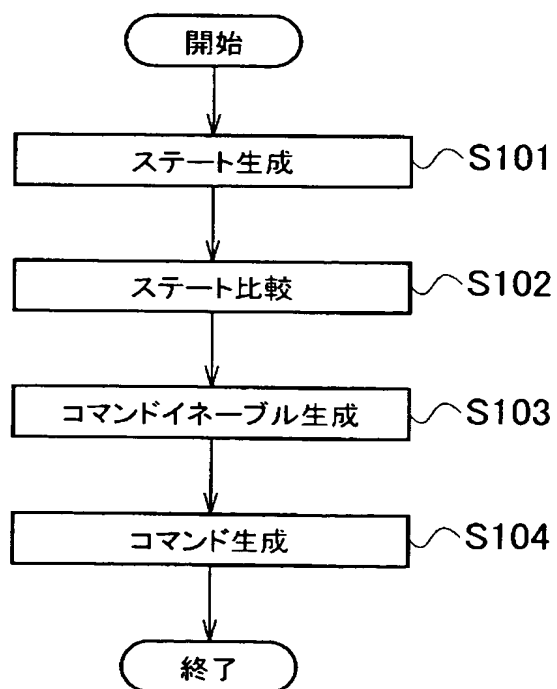 開始
ステート生成 S101
ステート比較 S102
コマンドイネーブル生成 S103
コマンド生成 S104
終了